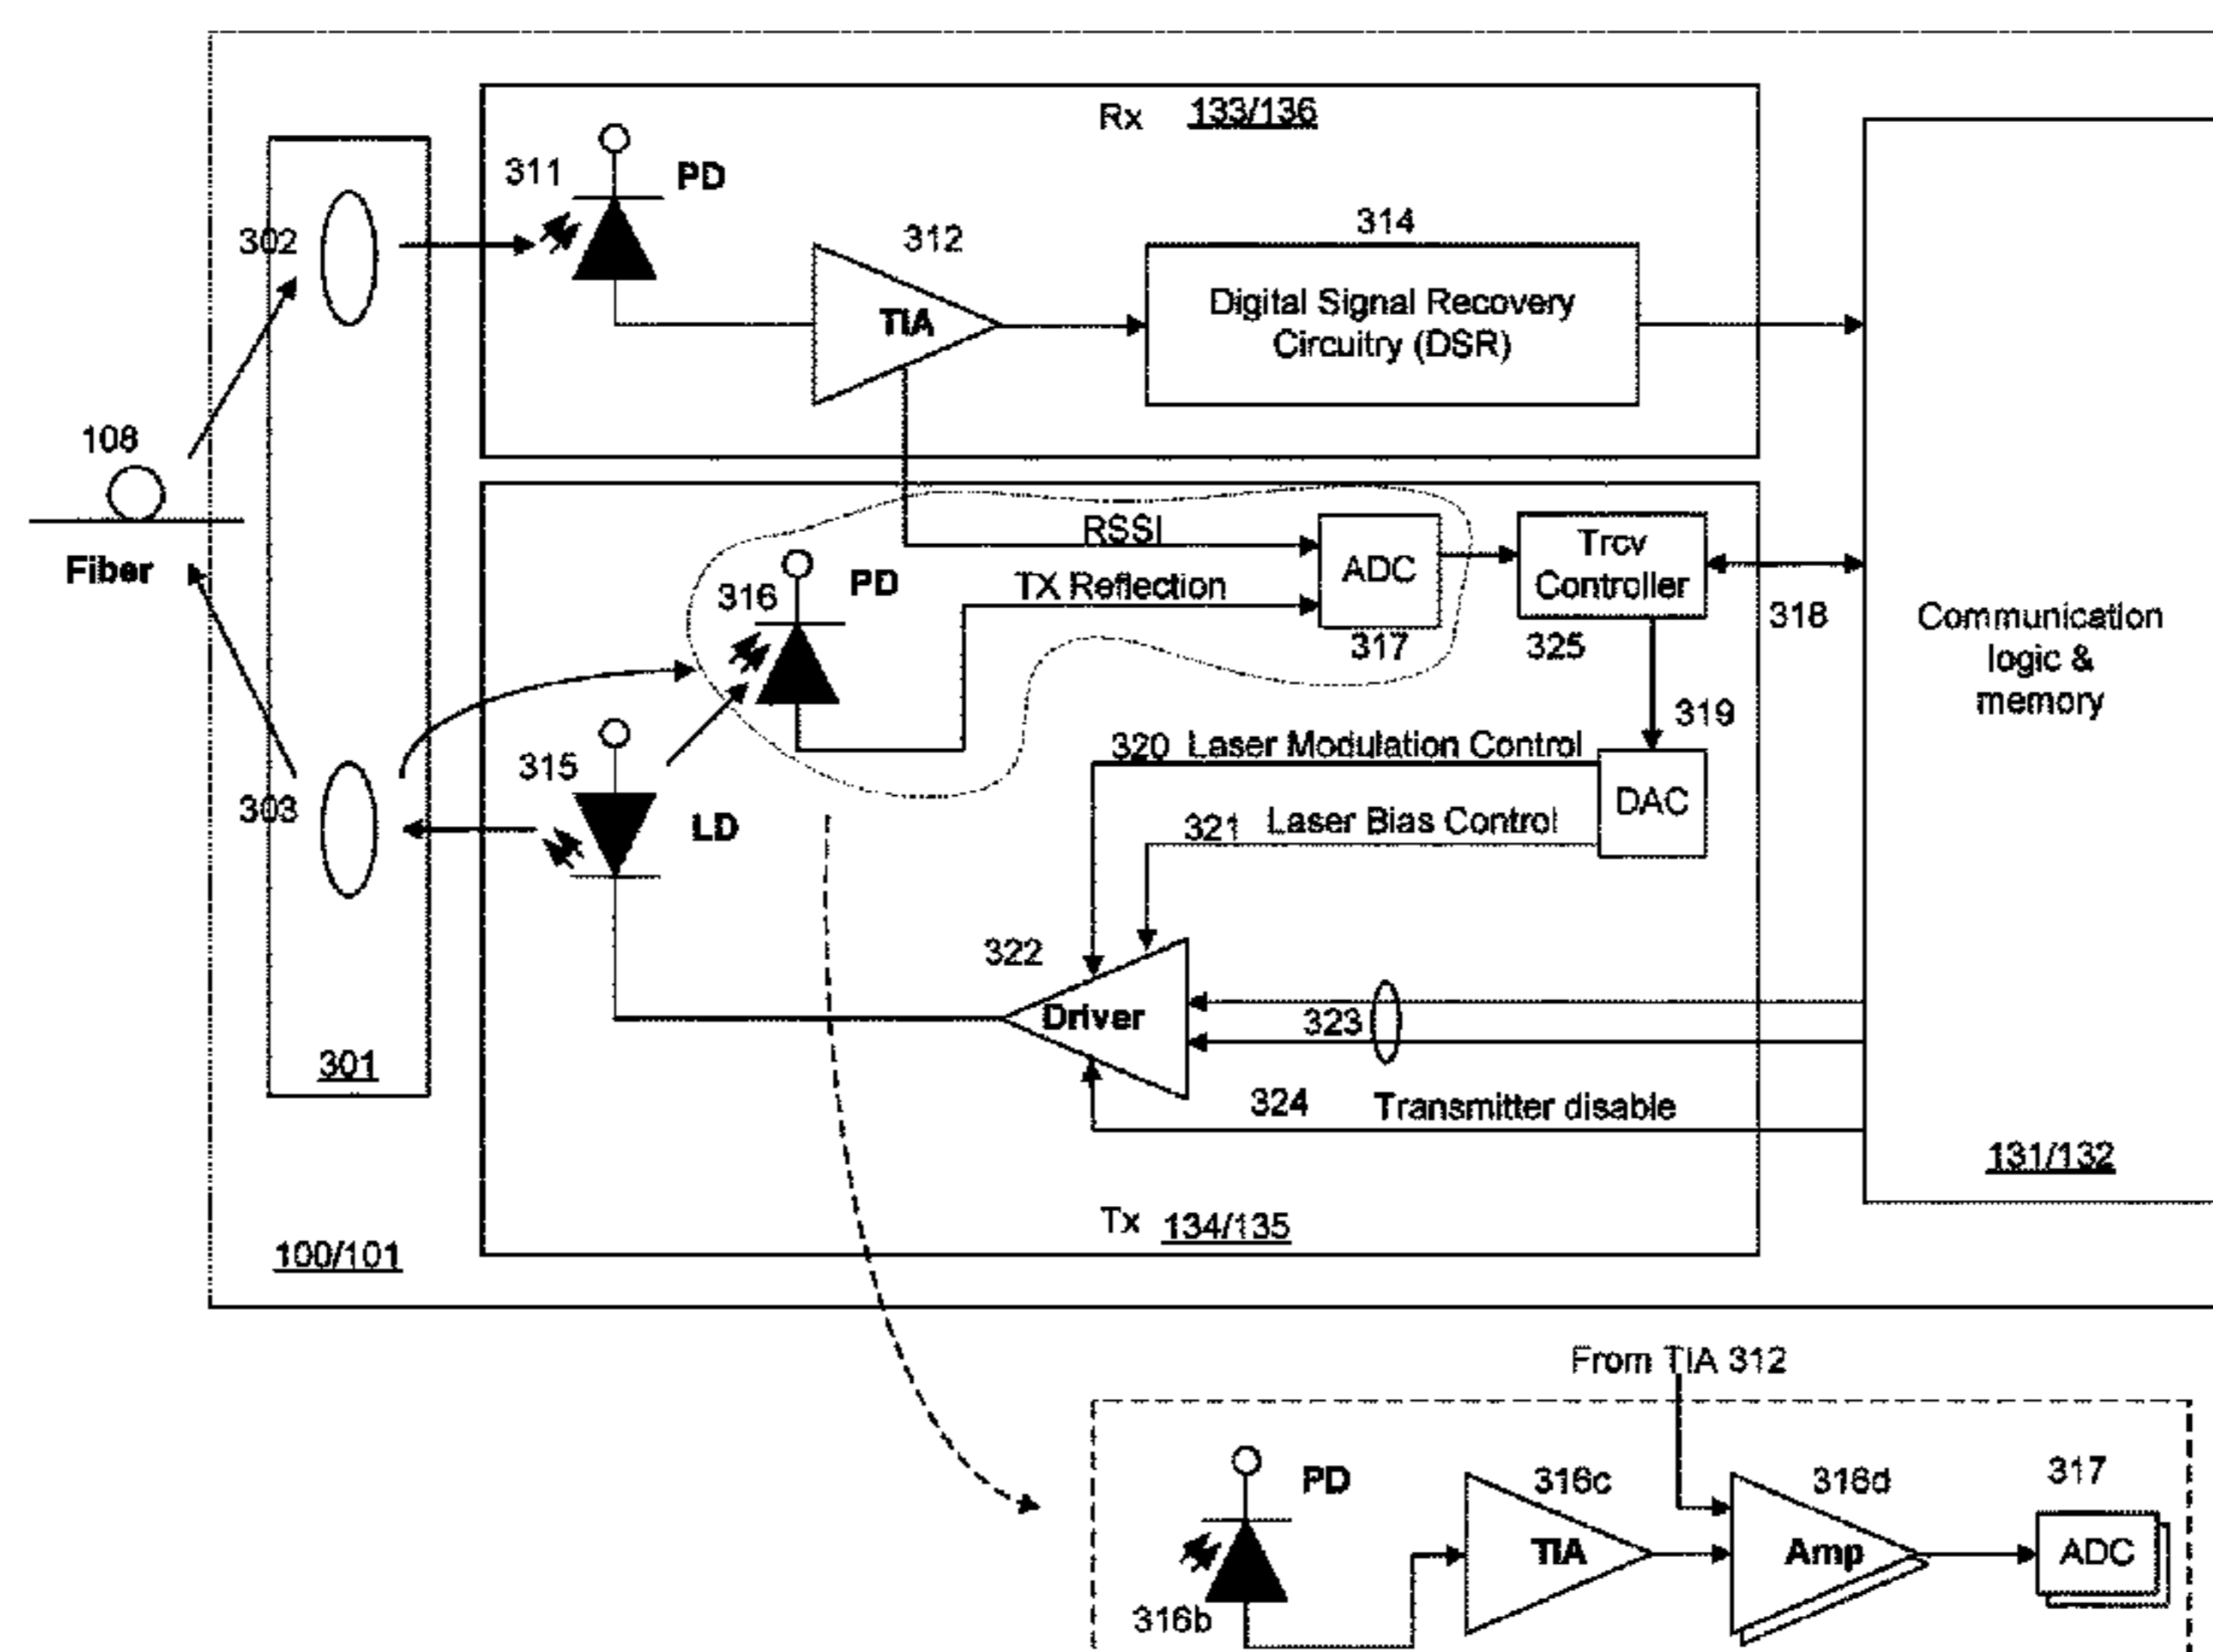 Rx 133/136
311
PD
302
312
TIA
314
Digital Signal Recovery
Circuitry (DSR)
108
Fiber
RSSI
TX Reflection
ADC
317
Trcv
Controller
325
318
316
PD
Communication
logic &
memory
319
320 Laser Modulation Control
DAC
321 Laser Bias Control
315
LD
303
322
Driver
323
324 Transmitter disable
301
131/132
Tx 134/135
100/101
From TIA 312
PD
316b
316c
TIA
316d
Amp
317
ADC